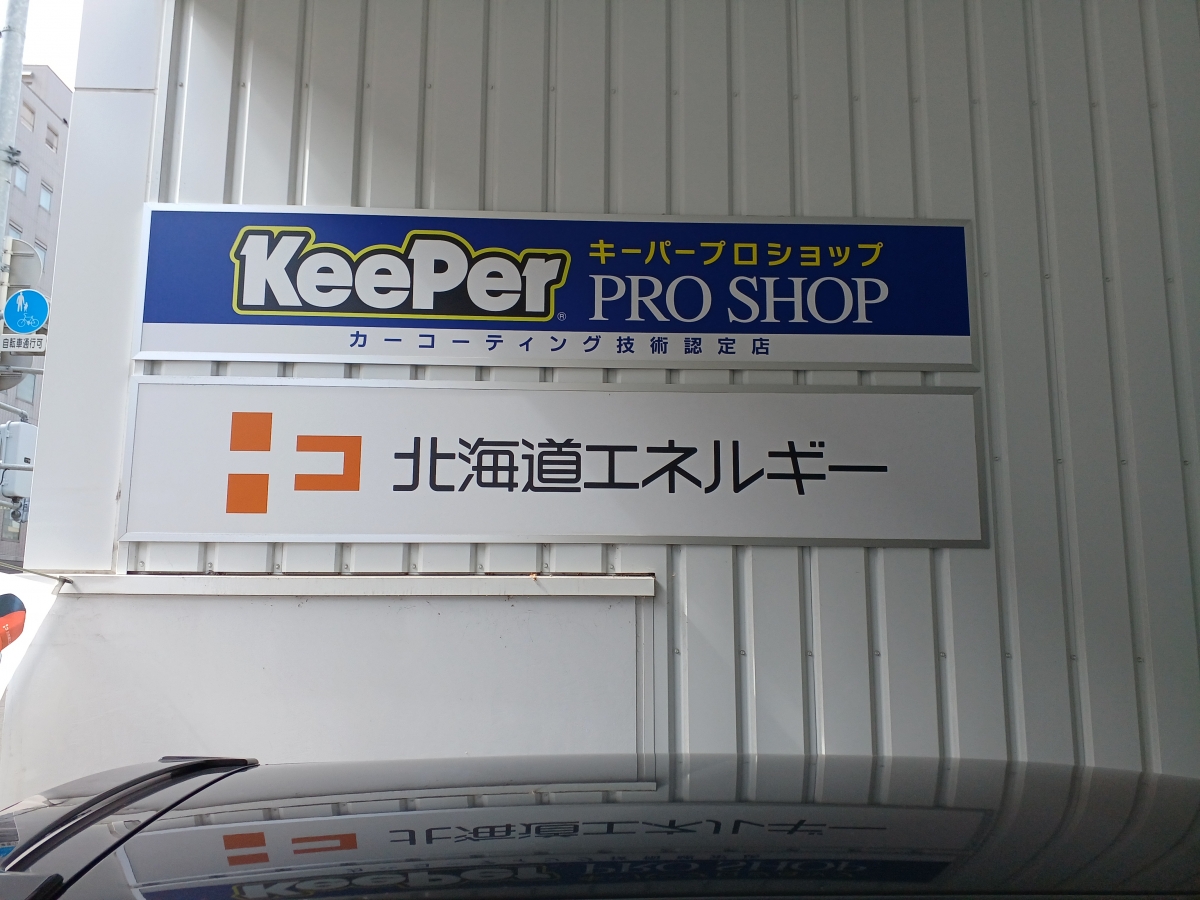 KeePer®
キーパープロショップ
PRO SHOP
カーコーティング技術認定店
北海道エネルギー
自転車通行可